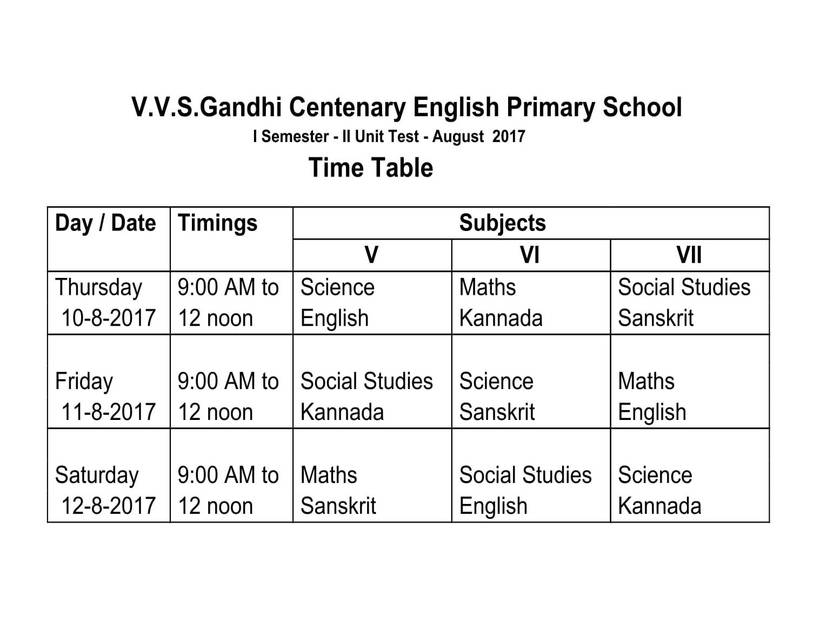 V.V.S.Gandhi Centenary English Primary School
I Semester - II Unit Test - August 2017
Time Table
Day / Date Timings Subjects
V VI VII
Thursday 9:00 AM to Science Maths Social Studies
10-8-2017 12 noon English Kannada Sanskrit
Friday 9:00 AM to Social Studies Science Maths
11-8-2017 12 noon Kannada Sanskrit English
Saturday 9:00 AM to Maths Social Studies Science
12-8-2017 12 noon Sanskrit English Kannada